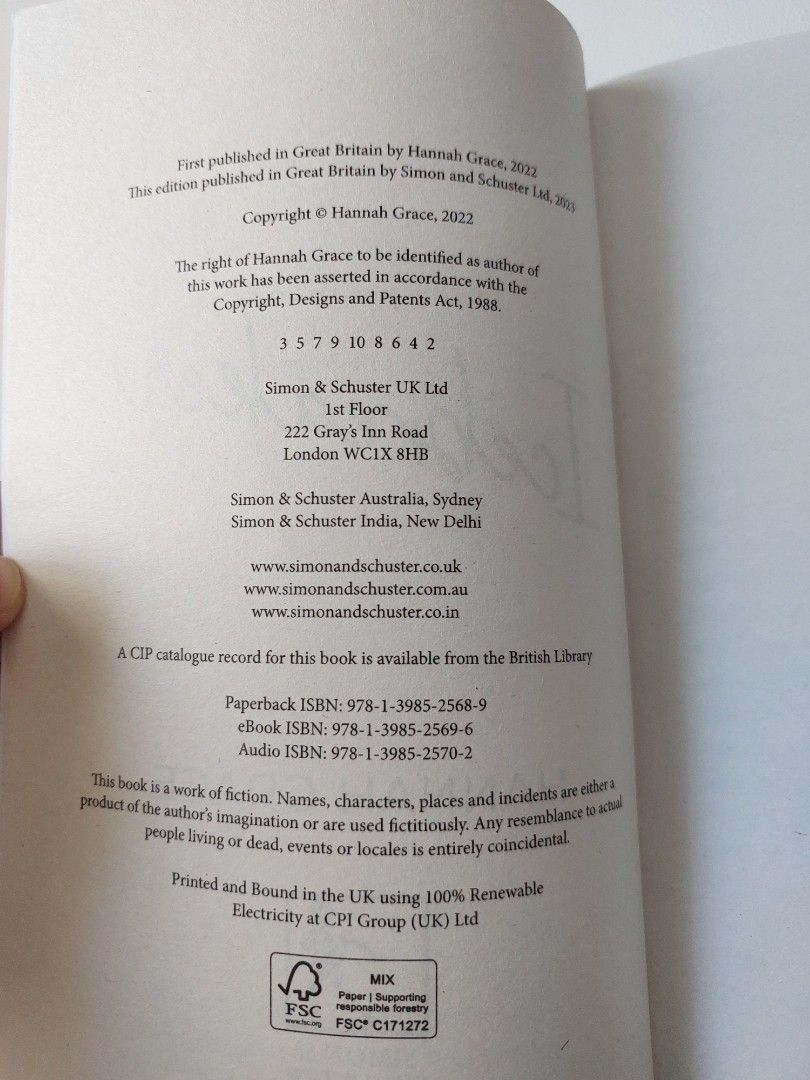 First published in Great Britain by Hannah Grace, 2022
This edition published in Great Britain by Simon and Schuster Ltd, 2023
Copyright © Hannah Grace, 2022
The right of Hannah Grace to be identified as author of
this work has been asserted in accordance with the
Copyright, Designs and Patents Act, 1988.
3 5 7 9 10 8 6 4 2
Simon & Schuster UK Ltd
1st Floor
222 Gray's Inn Road
London WC1X 8HB
Simon & Schuster Australia, Sydney
Simon & Schuster India, New Delhi
www.simonandschuster.co.uk
www.simonandschuster.com.au
www.simonandschuster.co.in
A CIP catalogue record for this book is available from the British Library
Paperback ISBN: 978-1-3985-2568-9
eBook ISBN: 978-1-3985-2569-6
Audio ISBN: 978-1-3985-2570-2
This book is a work of fiction. Names, characters, places and incidents are either a
product of the author's imagination or are used fictitiously. Any resemblance to actual
people living or dead, events or locales is entirely coincidental.
Printed and Bound in the UK using 100% Renewable
Electricity at CPI Group (UK) Ltd
FSC
www.fsc.org
MIX
Paper | Supporting
responsible forestry
FSC® C171272